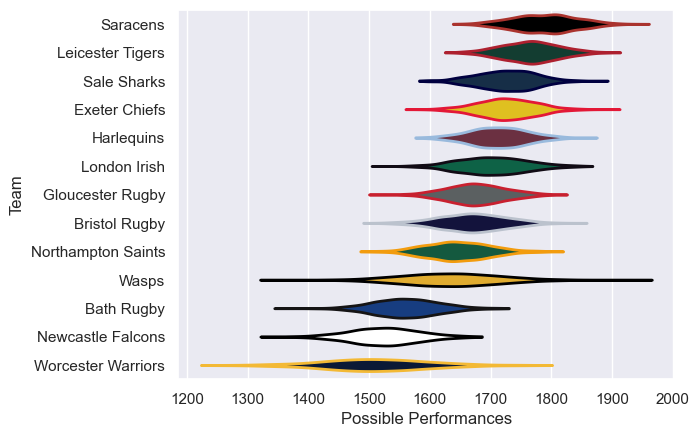 Saracens
Leicester Tigers
Sale Sharks
Exeter Chiefs
Harlequins
London Irish
Gloucester Rugby
Bristol Rugby
Northampton Saints
Wasps
Bath Rugby
Newcastle Falcons
Worcester Warriors
Team
1200 1300 1400 1500 1600 1700 1800 1900 2000
Possible Performances